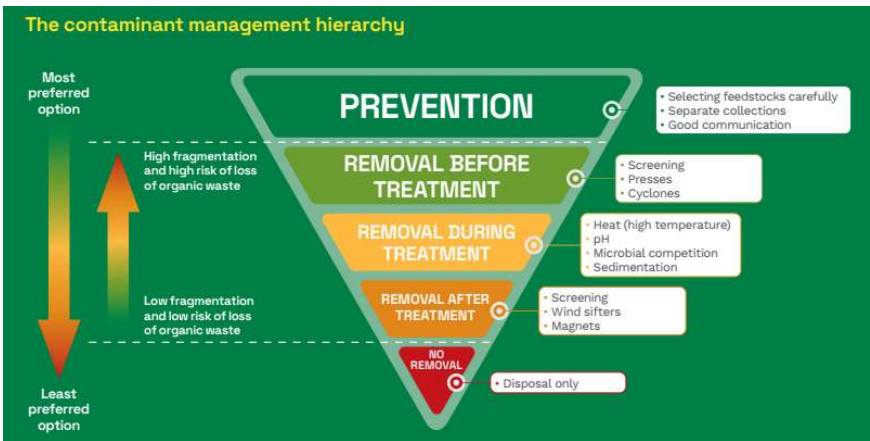 The contaminant management hierarchy
Most
preferred
option
PREVENTION
• Selecting feedstocks carefully
• Separate collections
• Good communication
High fragmentation
and high risk of loss
of organic waste
REMOVAL BEFORE
TREATMENT
• Screening
• Presses
• Cyclones
REMOVAL DURING
TREATMENT
• Heat (high temperature)
• pH
• Microbial competition
• Sedimentation
Low fragmentation
and low risk of loss
of organic waste
REMOVAL AFTER
TREATMENT
• Screening
• Wind sifters
• Magnets
NO
REMOVAL
• Disposal only
Least
preferred
option